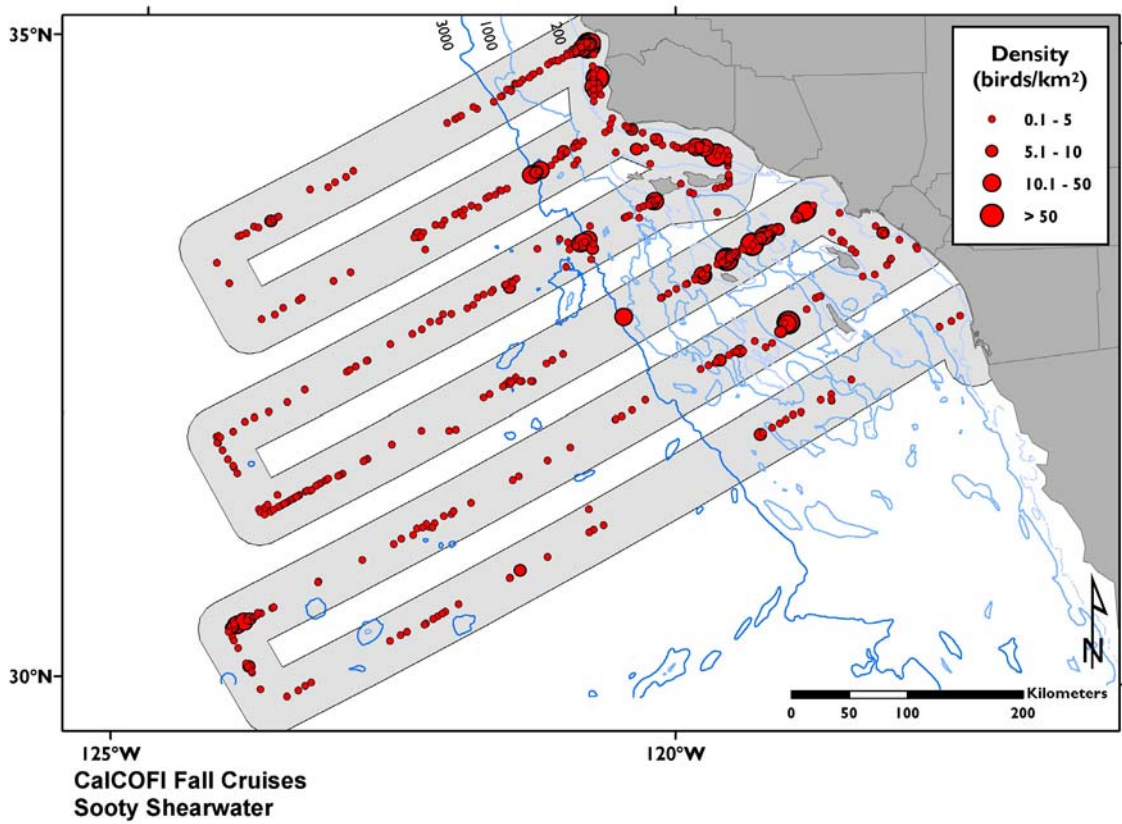 35°N
3000
1000
200
Density
(birds/km²)
0.1 - 5
5.1 - 10
10.1 - 50
> 50
30°N
N
Kilometers
0 50 100 200
125°W 120°W
CalCOFI Fall Cruises
Sooty Shearwater